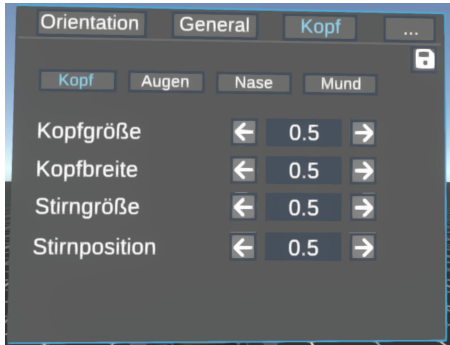 Orientation General Kopf ...
Kopf Augen Nase Mund
Kopfgröße 0.5
Kopfbreite 0.5
Stirngröße 0.5
Stirnposition 0.5